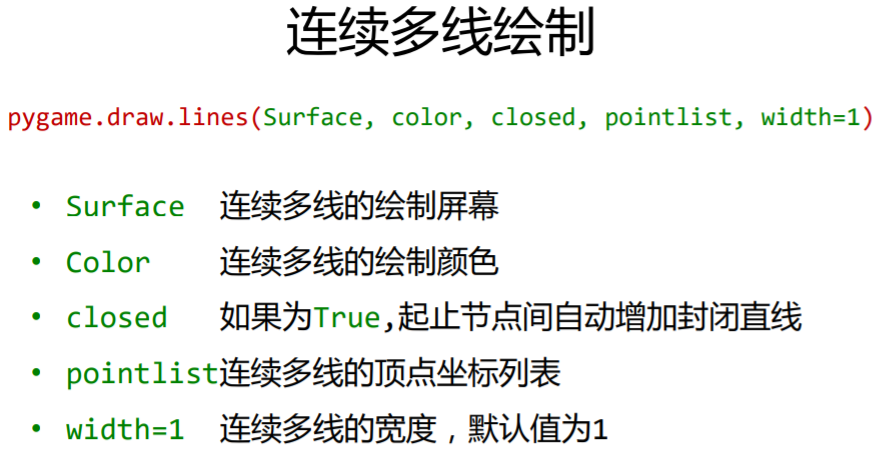 连续多线绘制
pygame.draw.lines(Surface, color, closed, pointlist, width=1)
• Surface 连续多线的绘制屏幕
• Color 连续多线的绘制颜色
• closed 如果为True,起止节点间自动增加封闭直线
• pointlist连续多线的顶点坐标列表
• width=1 连续多线的宽度，默认值为1